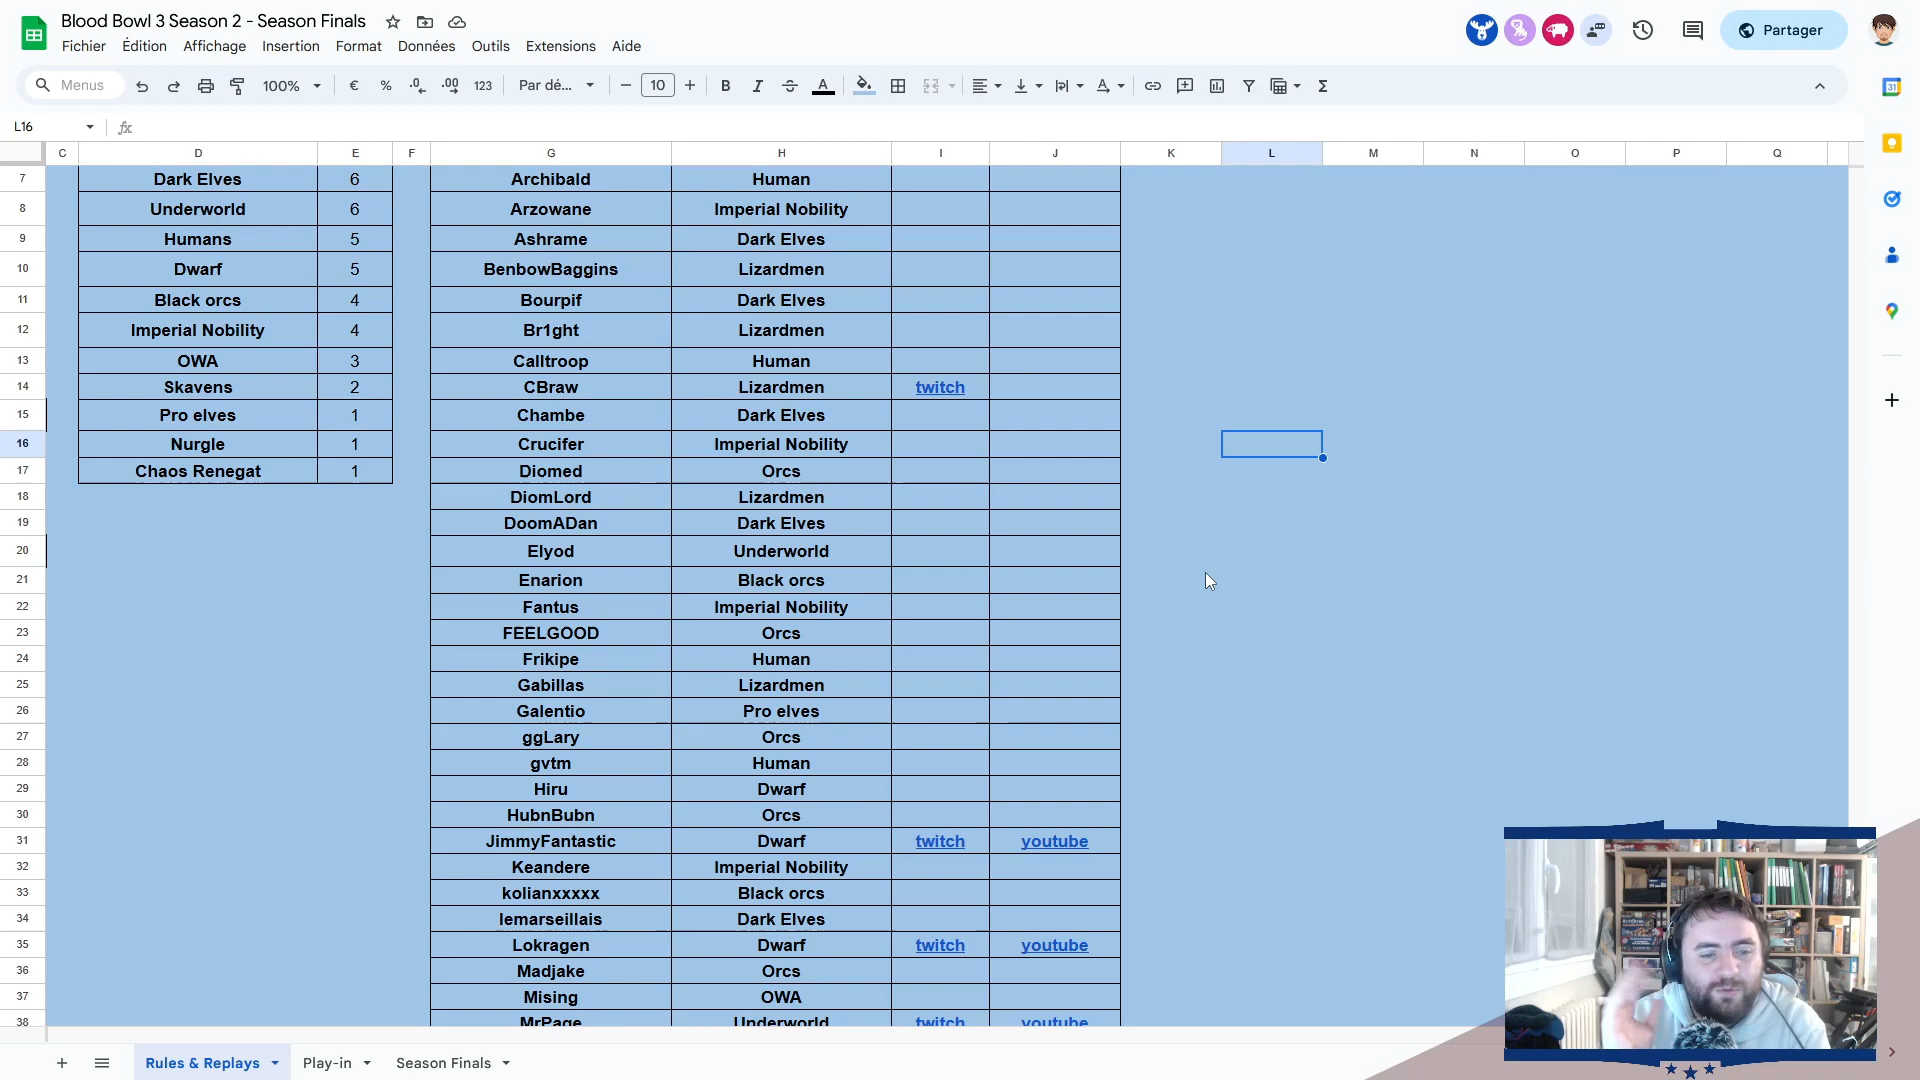 Blood Bowl 3 Season 2 - Season Finals
Fichier Édition Affichage Insertion Format Données Outils Extensions Aide
Partager
Menus 100% € % .0 .00 123 Par dé... − 10 + B I A Σ
31
L16 fx
C D E F G H I J K L M N O P Q
7 Dark Elves 6 Archibald Human
8 Underworld 6 Arzowane Imperial Nobility
9 Humans 5 Ashrame Dark Elves
10 Dwarf 5 BenbowBaggins Lizardmen
11 Black orcs 4 Bourpif Dark Elves
12 Imperial Nobility 4 Br1ght Lizardmen
13 OWA 3 Calltroop Human
14 Skavens 2 CBraw Lizardmen twitch
15 Pro elves 1 Chambe Dark Elves
16 Nurgle 1 Crucifer Imperial Nobility
17 Chaos Renegat 1 Diomed Orcs
18 DiomLord Lizardmen
19 DoomADan Dark Elves
20 Elyod Underworld
21 Enarion Black orcs
22 Fantus Imperial Nobility
23 FEELGOOD Orcs
24 Frikipe Human
25 Gabillas Lizardmen
26 Galentio Pro elves
27 ggLary Orcs
28 gvtm Human
29 Hiru Dwarf
30 HubnBubn Orcs
31 JimmyFantastic Dwarf twitch youtube
32 Keandere Imperial Nobility
33 kolianxxxxx Black orcs
34 lemarseillais Dark Elves
35 Lokragen Dwarf twitch youtube
36 Madjake Orcs
37 Mising OWA
38 MrPage Underworld twitch youtube
Rules & Replays Play-in Season Finals